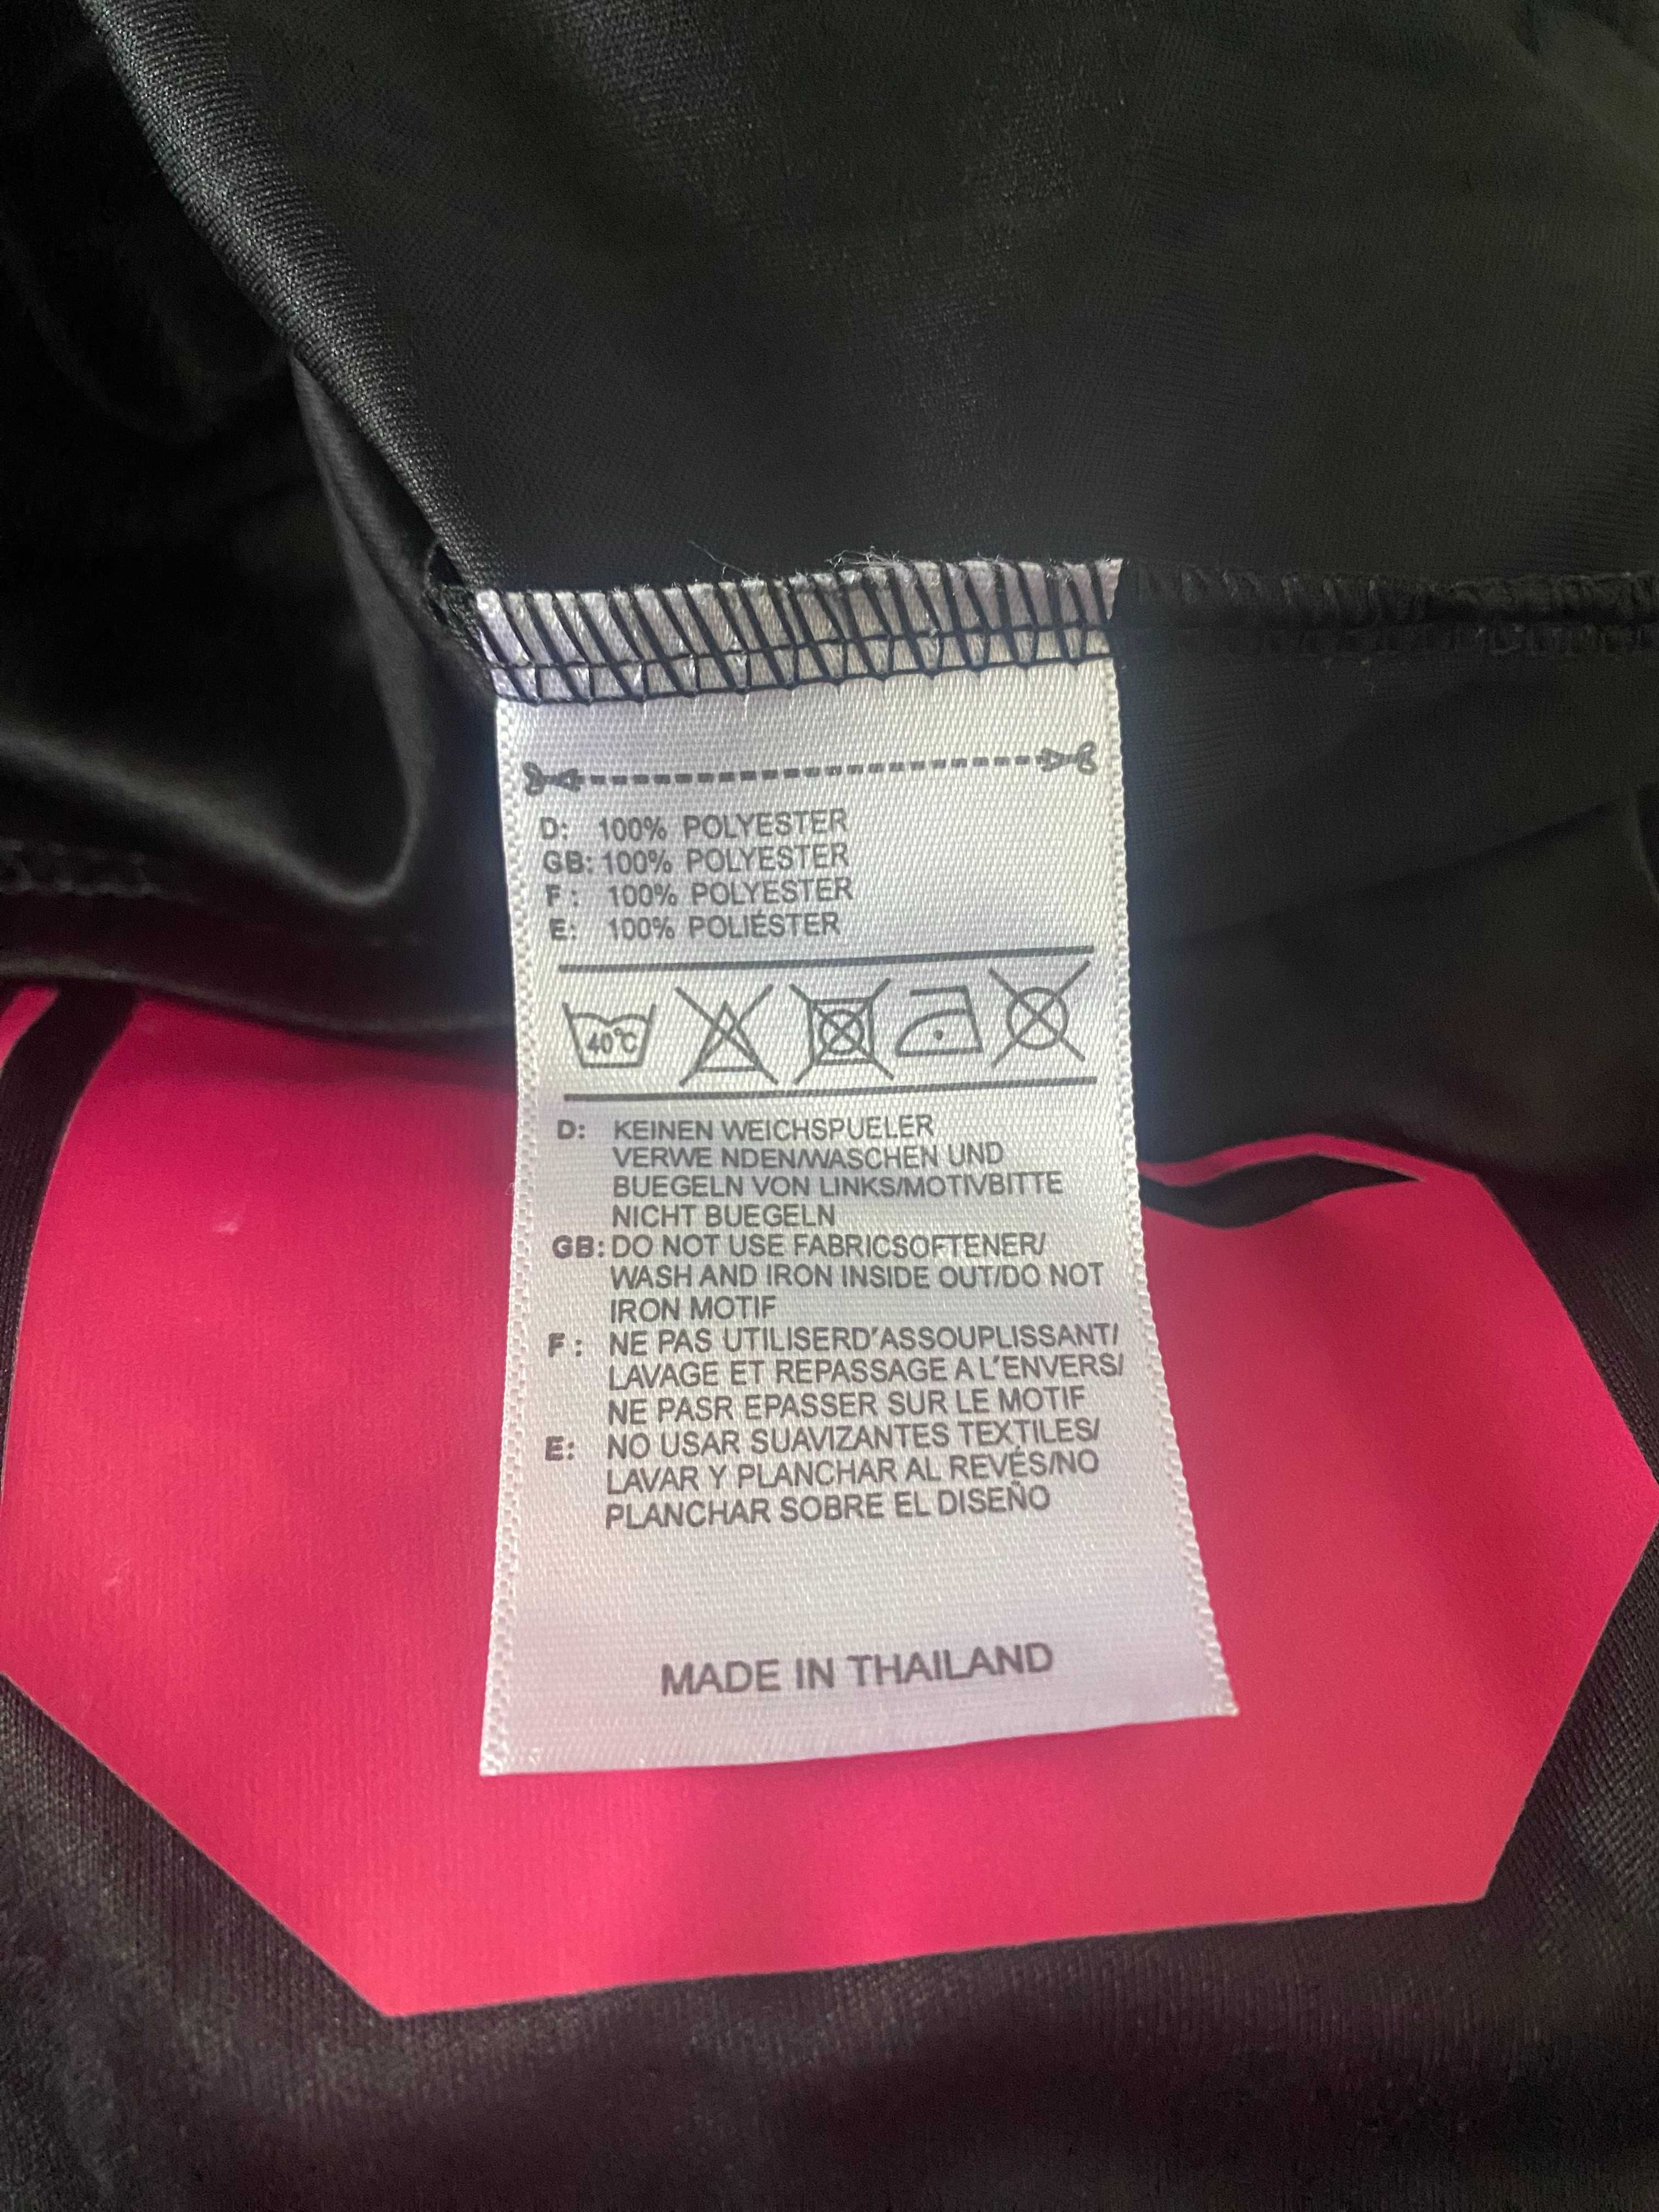 D: 100% POLYESTER
GB: 100% POLYESTER
F: 100% POLYESTER
E: 100% POLIÉSTER
40°C
D: KEINEN WEICHSPUELER
VERWE NDEN/WASCHEN UND
BUEGELN VON LINKS/MOTIVBITTE
NICHT BUEGELN
GB: DO NOT USE FABRICSOFTENER/
WASH AND IRON INSIDE OUT/DO NOT
IRON MOTIF
F: NE PAS UTILISERD'ASSOUPLISSANT/
LAVAGE ET REPASSAGE A L'ENVERS/
NE PASR EPASSER SUR LE MOTIF
E: NO USAR SUAVIZANTES TEXTILES/
LAVAR Y PLANCHAR AL REVÉS/NO
PLANCHAR SOBRE EL DISEÑO
MADE IN THAILAND